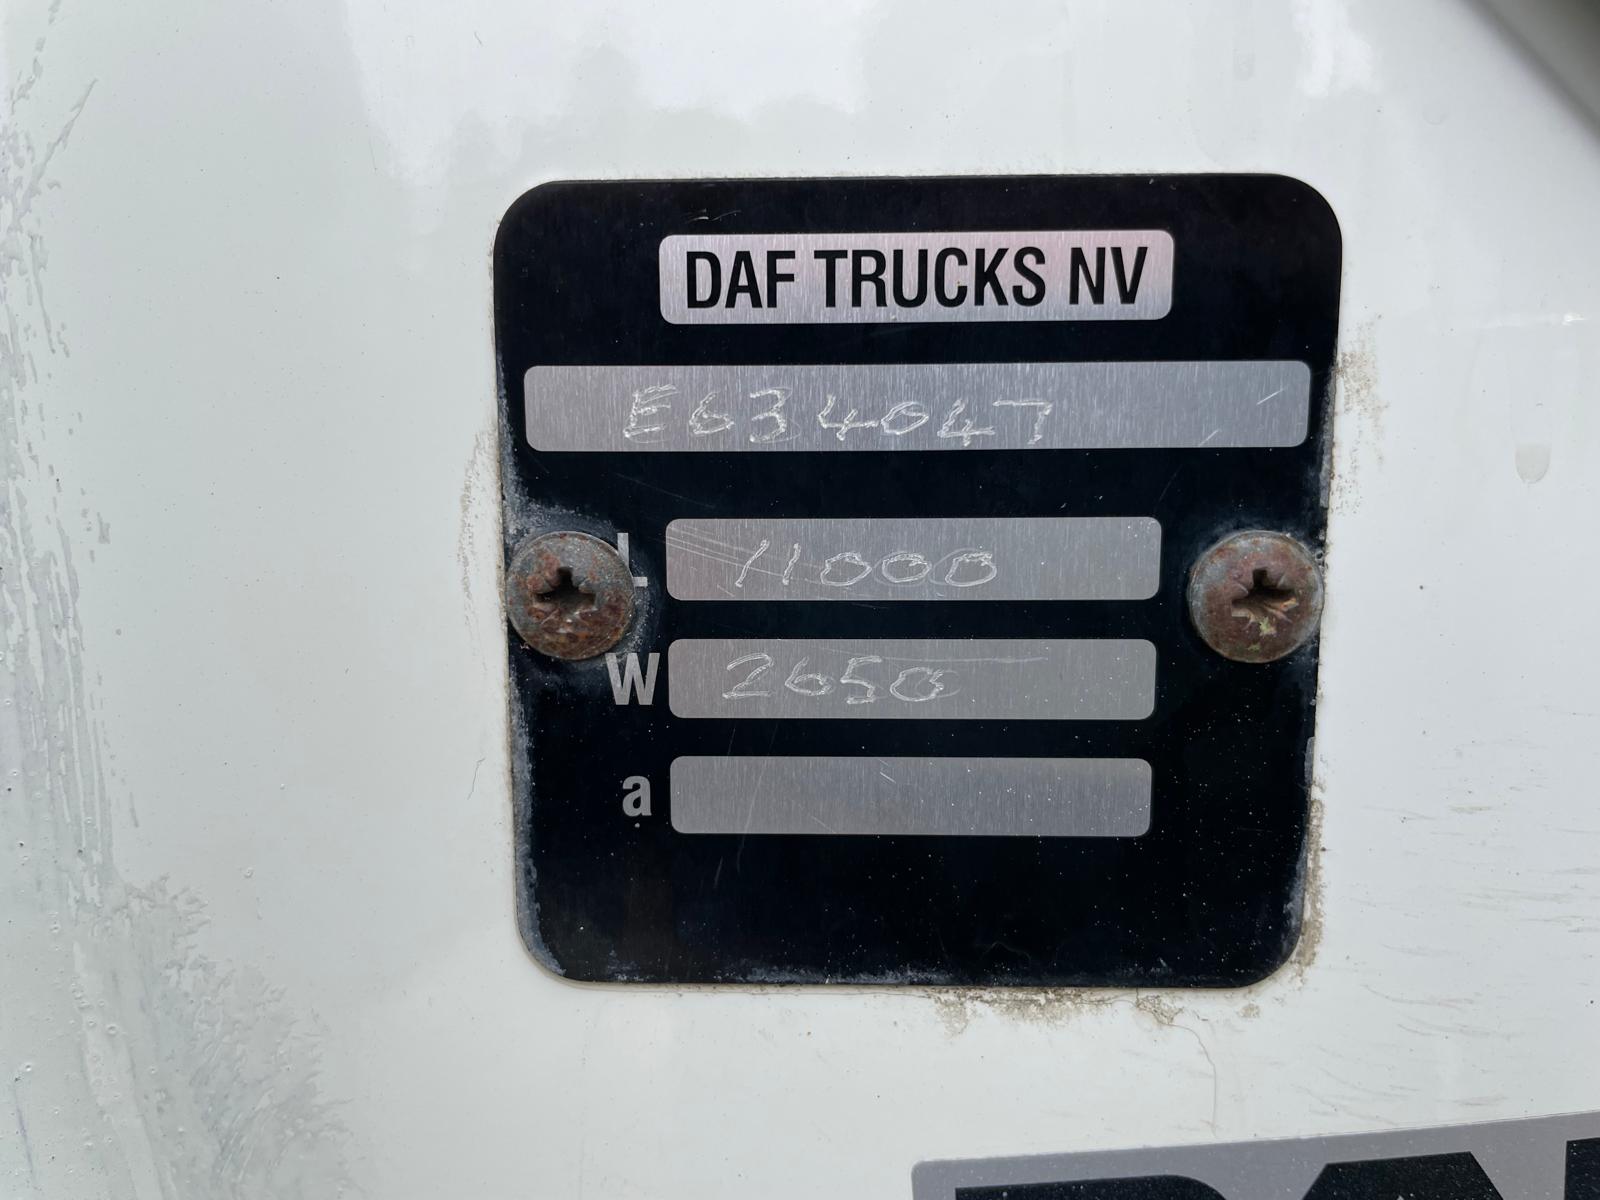 DAF TRUCKS NV
E634047
L 11000
W 2650
a